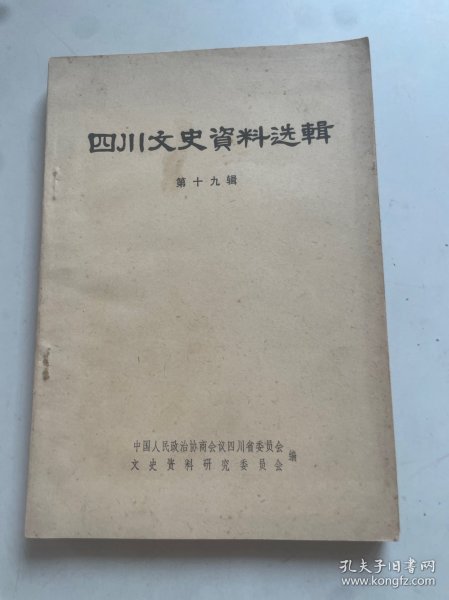 四川文史資料选輯
第十九辑
中国人民政治协商会议四川省委员会
文史资料研究委员会 编
孔夫子旧书网
www.kongfz.com